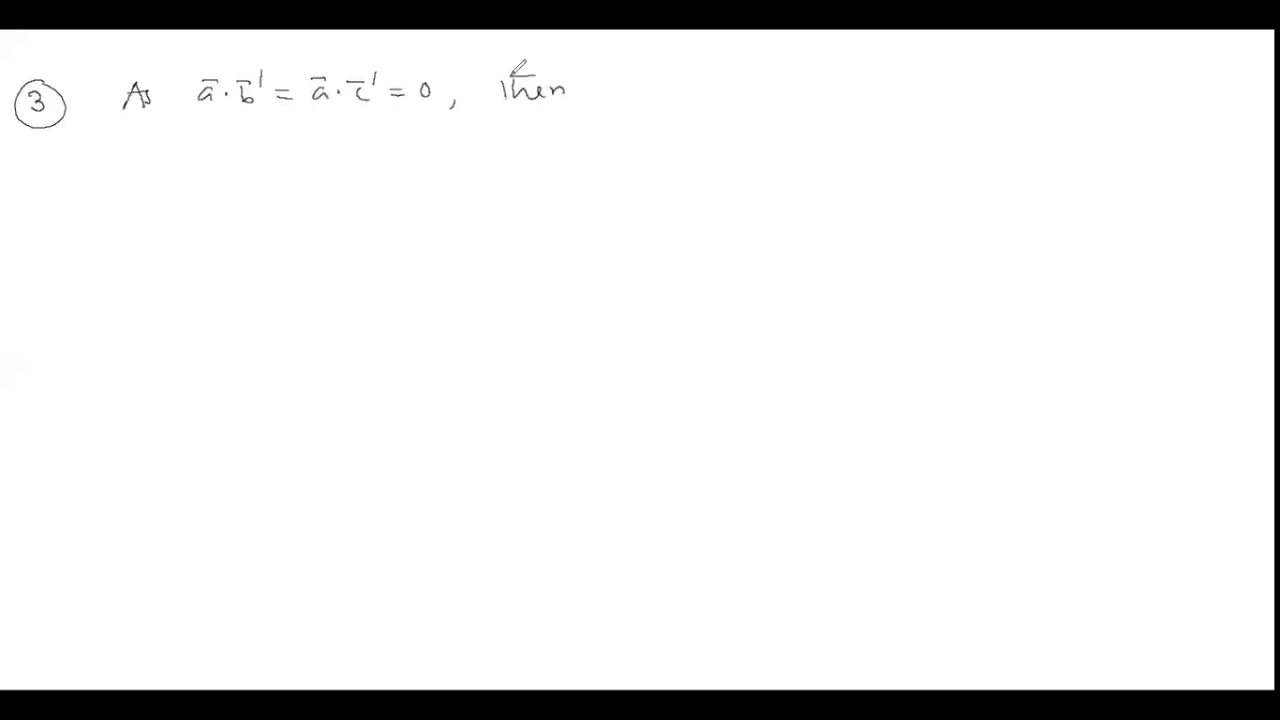 ③ As a̅ · b̅' = a̅ · c̅' = 0, Then